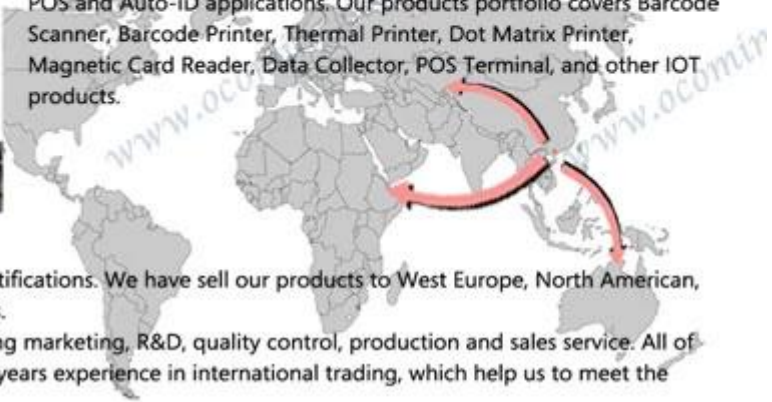 POS and Auto-ID applications. Our products portfolio covers Barcode
Scanner, Barcode Printer, Thermal Printer, Dot Matrix Printer,
Magnetic Card Reader, Data Collector, POS Terminal, and other IOT
products.
tifications. We have sell our products to West Europe, North American,
ng marketing, R&D, quality control, production and sales service. All of
years experience in international trading, which help us to meet the
www.oco
www.ocomin